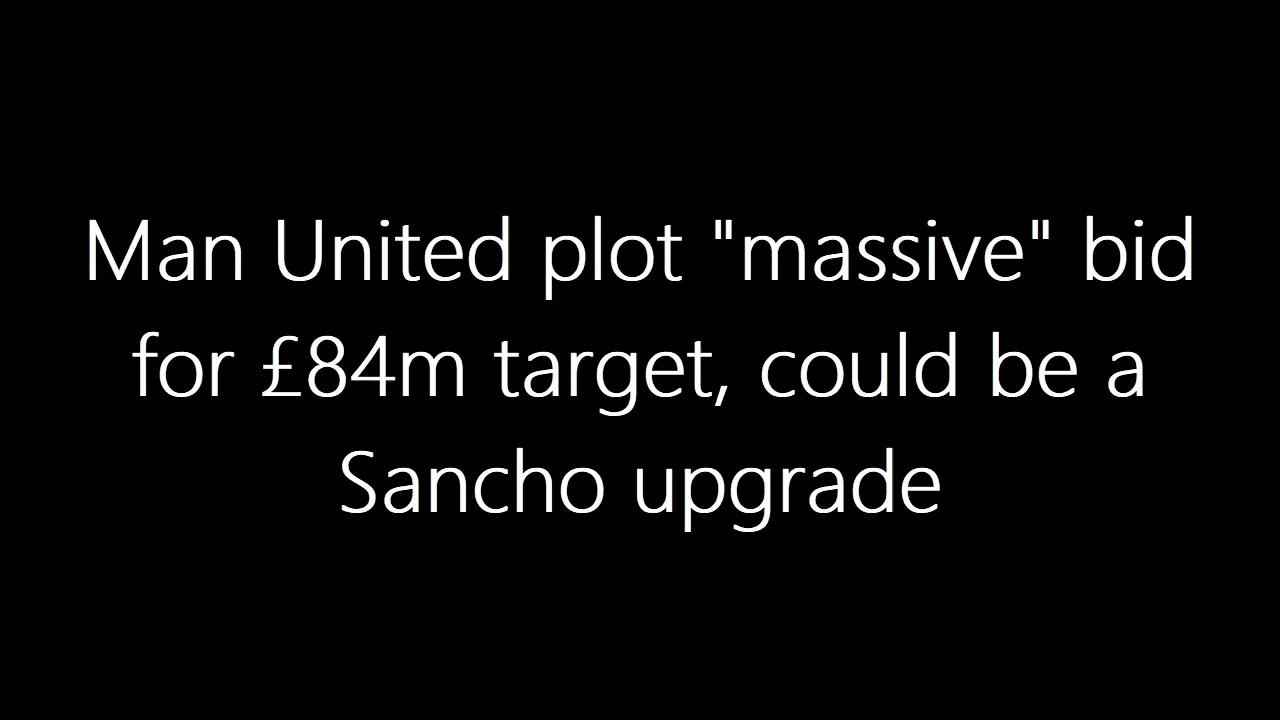 Man United plot "massive" bid
for £84m target, could be a
Sancho upgrade